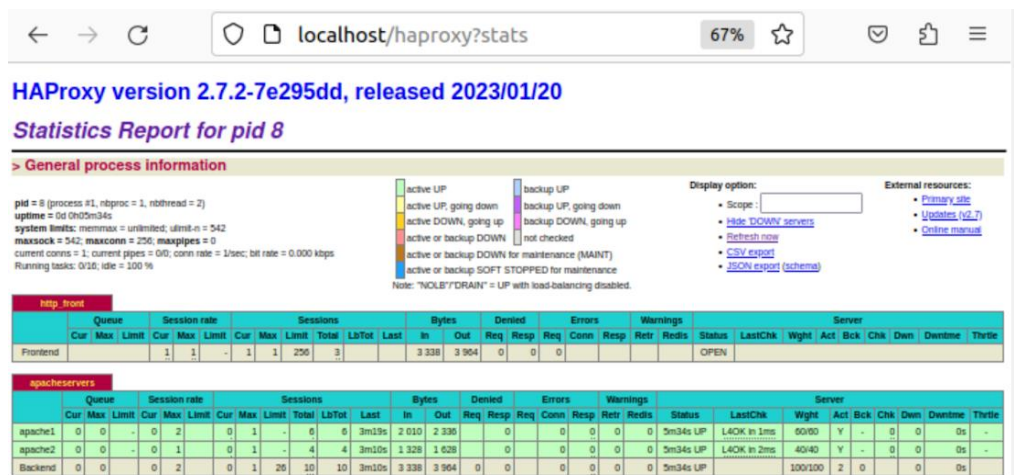 localhost/haproxy?stats 67%
HAProxy version 2.7.2-7e295dd, released 2023/01/20
Statistics Report for pid 8
> General process information
pid = 8 (process #1, nbproc = 1, nbthread = 2)
uptime = 0d 0h05m34s
system limits: memmax = unlimited; ulimit-n = 542
maxsock = 542; maxconn = 256; maxpipes = 0
current conns = 1; current pipes = 0/0; conn rate = 1/sec; bit rate = 0.000 kbps
Running tasks: 0/16; idle = 100 %
active UP backup UP
active UP, going down backup UP, going down
active DOWN, going up backup DOWN, going up
active or backup DOWN not checked
active or backup DOWN for maintenance (MAINT)
active or backup SOFT STOPPED for maintenance
Note: "NOLB"/"DRAIN" = UP with load-balancing disabled.
Display option:
• Scope :
• Hide 'DOWN' servers
• Refresh now
• CSV export
• JSON export (schema)
External resources:
• Primary site
• Updates (v2.7)
• Online manual
http_front
Queue Session rate Sessions Bytes Denied Errors Warnings Server
Cur Max Limit Cur Max Limit Cur Max Limit Total LbTot Last In Out Req Resp Req Conn Resp Retr Redis Status LastChk Wght Act Bck Chk Dwn Dwntme Thrtle
Frontend 1 1 - 1 1 256 3 3 338 3 964 0 0 0 OPEN
apacheservers
Queue Session rate Sessions Bytes Denied Errors Warnings Server
Cur Max Limit Cur Max Limit Cur Max Limit Total LbTot Last In Out Req Resp Req Conn Resp Retr Redis Status LastChk Wght Act Bck Chk Dwn Dwntme Thrtle
apache1 0 0 - 0 2 0 1 - 6 6 3m19s 2 010 2 336 0 0 0 0 0 5m34s UP L4OK in 1ms 60/60 Y - 0 0 0s -
apache2 0 0 - 0 1 0 1 - 4 4 3m10s 1 328 1 628 0 0 0 0 0 5m34s UP L4OK in 2ms 40/40 Y - 0 0 0s -
Backend 0 0 0 2 0 1 26 10 10 3m10s 3 338 3 964 0 0 0 0 0 0 5m34s UP 100/100 2 0 0 0s